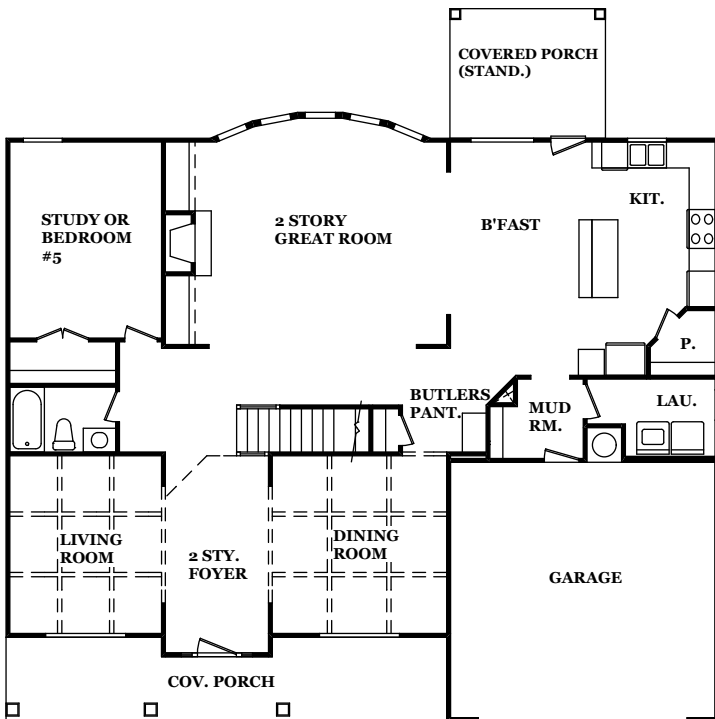 COVERED PORCH
(STAND.)
KIT.
STUDY OR
BEDROOM
#5
2 STORY
GREAT ROOM
B'FAST
P.
BUTLERS
PANT.
MUD
RM.
LAU.
LIVING
ROOM
2 STY.
FOYER
DINING
ROOM
GARAGE
COV. PORCH